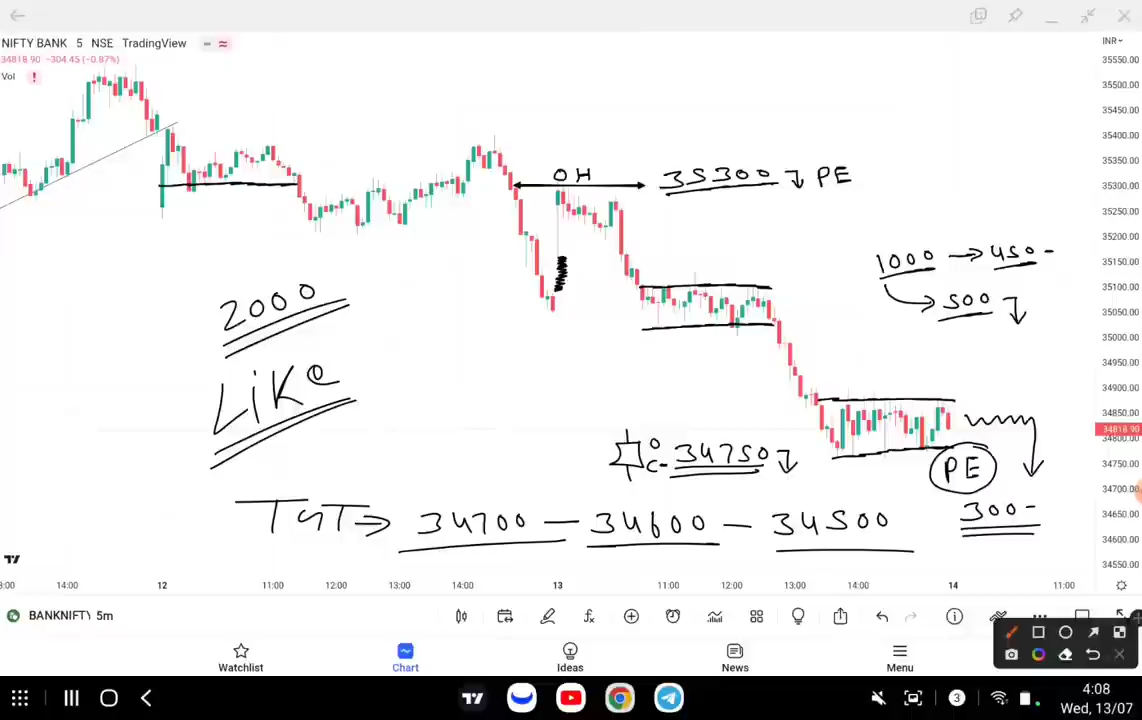 INR
NIFTY BANK 5 NSE TradingView
34818.90 −304.45 (−0.87%)
Vol
35550.00
35500.00
35450.00
35400.00
35350.00
35300.00
35250.00
35200.00
35150.00
35100.00
35050.00
35000.00
34950.00
34900.00
34850.00
34818.90
34800.00
34750.00
34700.00
34650.00
34600.00
34550.00
OH
35300 PE
1000 → 450-
→ 500
2000
LiKe
O
C- 34750
PE
300-
TGT ⇒ 34700 — 34600 — 34500
3:00 14:00 12 11:00 12:00 13:00 14:00 13 11:00 12:00 13:00 14:00 14 11:00
BANKNIFTY 5m
Watchlist Chart Ideas News Menu
3 4:08
Wed, 13/07